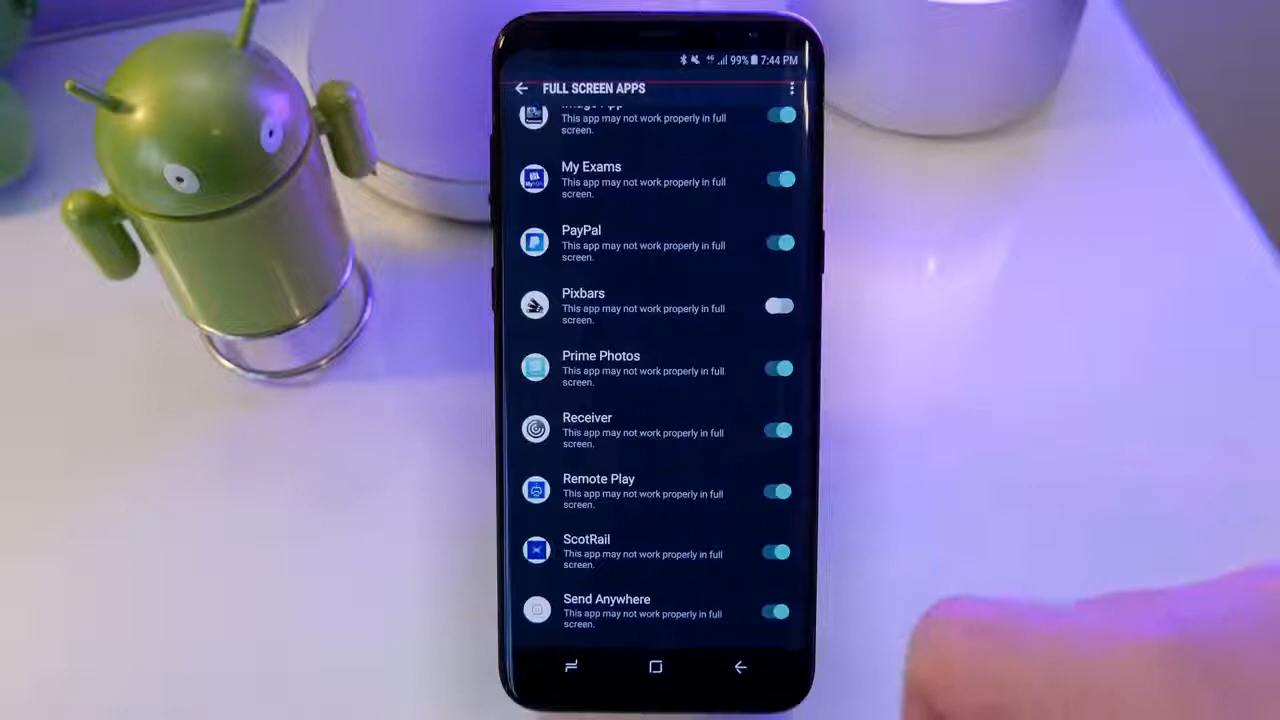 4G 99% 7:44 PM
FULL SCREEN APPS
Image App
This app may not work properly in full
screen.
My Exams
This app may not work properly in full
screen.
PayPal
This app may not work properly in full
screen.
Pixbars
This app may not work properly in full
screen.
Prime Photos
This app may not work properly in full
screen.
Receiver
This app may not work properly in full
screen.
Remote Play
This app may not work properly in full
screen.
ScotRail
This app may not work properly in full
screen.
Send Anywhere
This app may not work properly in full
screen.